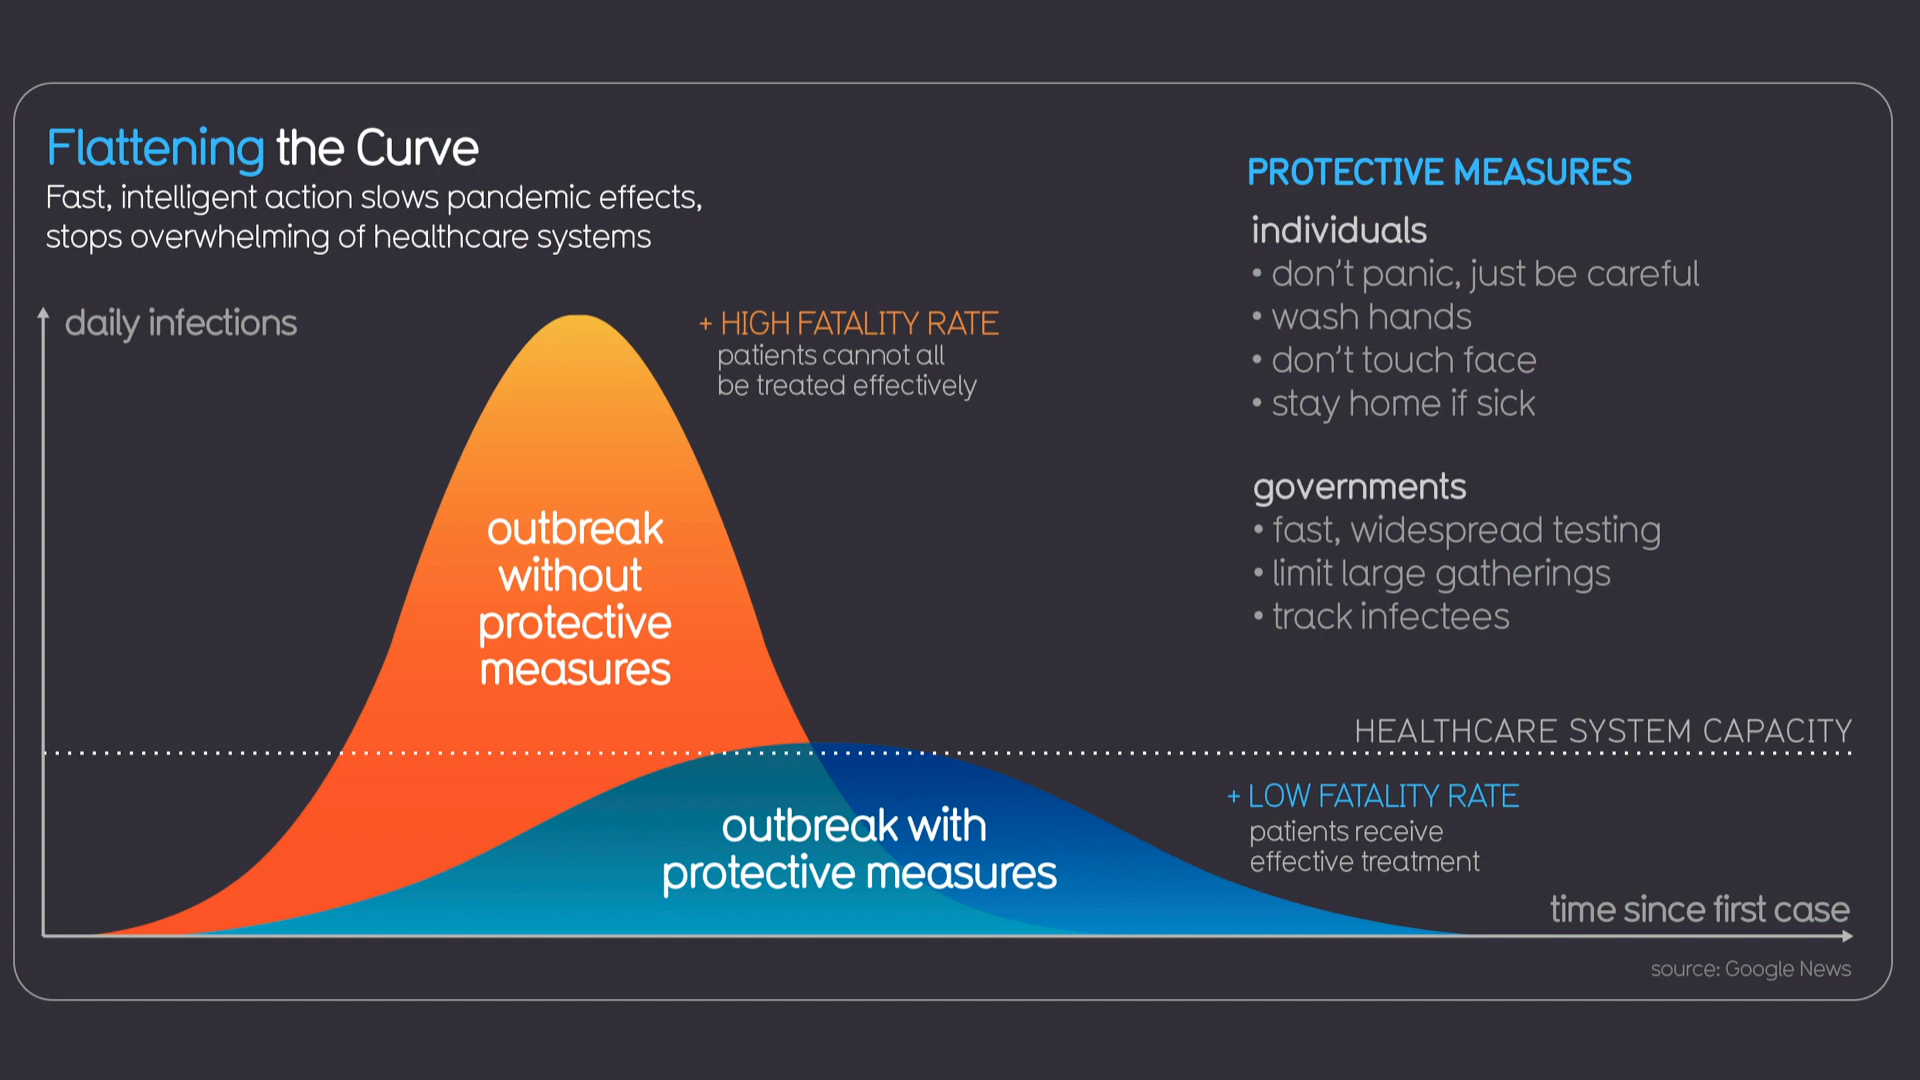 Flattening the Curve
Fast, intelligent action slows pandemic effects,
stops overwhelming of healthcare systems
daily infections
+ HIGH FATALITY RATE
patients cannot all
be treated effectively
outbreak
without
protective
measures
outbreak with
protective measures
PROTECTIVE MEASURES
individuals
• don't panic, just be careful
• wash hands
• don't touch face
• stay home if sick
governments
• fast, widespread testing
• limit large gatherings
• track infectees
HEALTHCARE SYSTEM CAPACITY
+ LOW FATALITY RATE
patients receive
effective treatment
time since first case
source: Google News